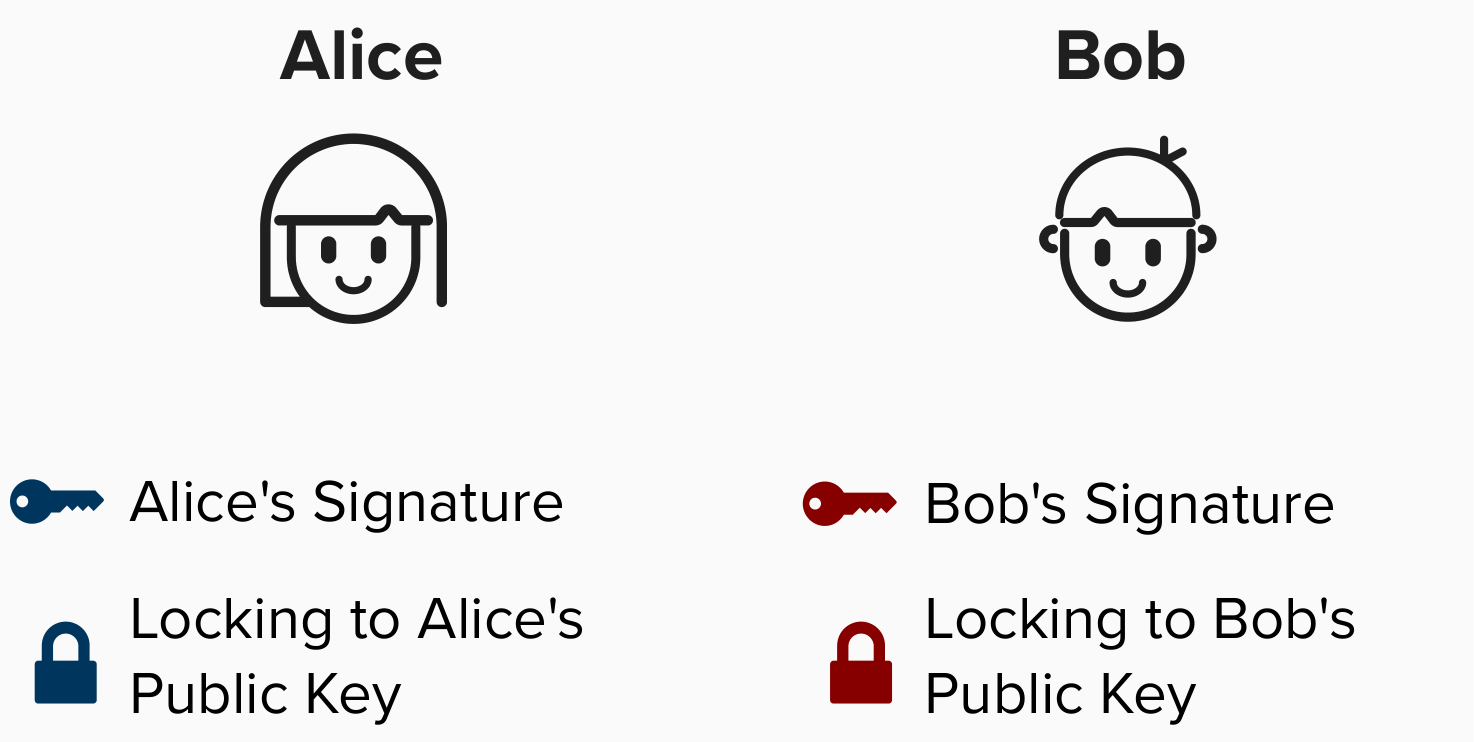 Alice
Bob
Alice's Signature
Locking to Alice's
Public Key
Bob's Signature
Locking to Bob's
Public Key